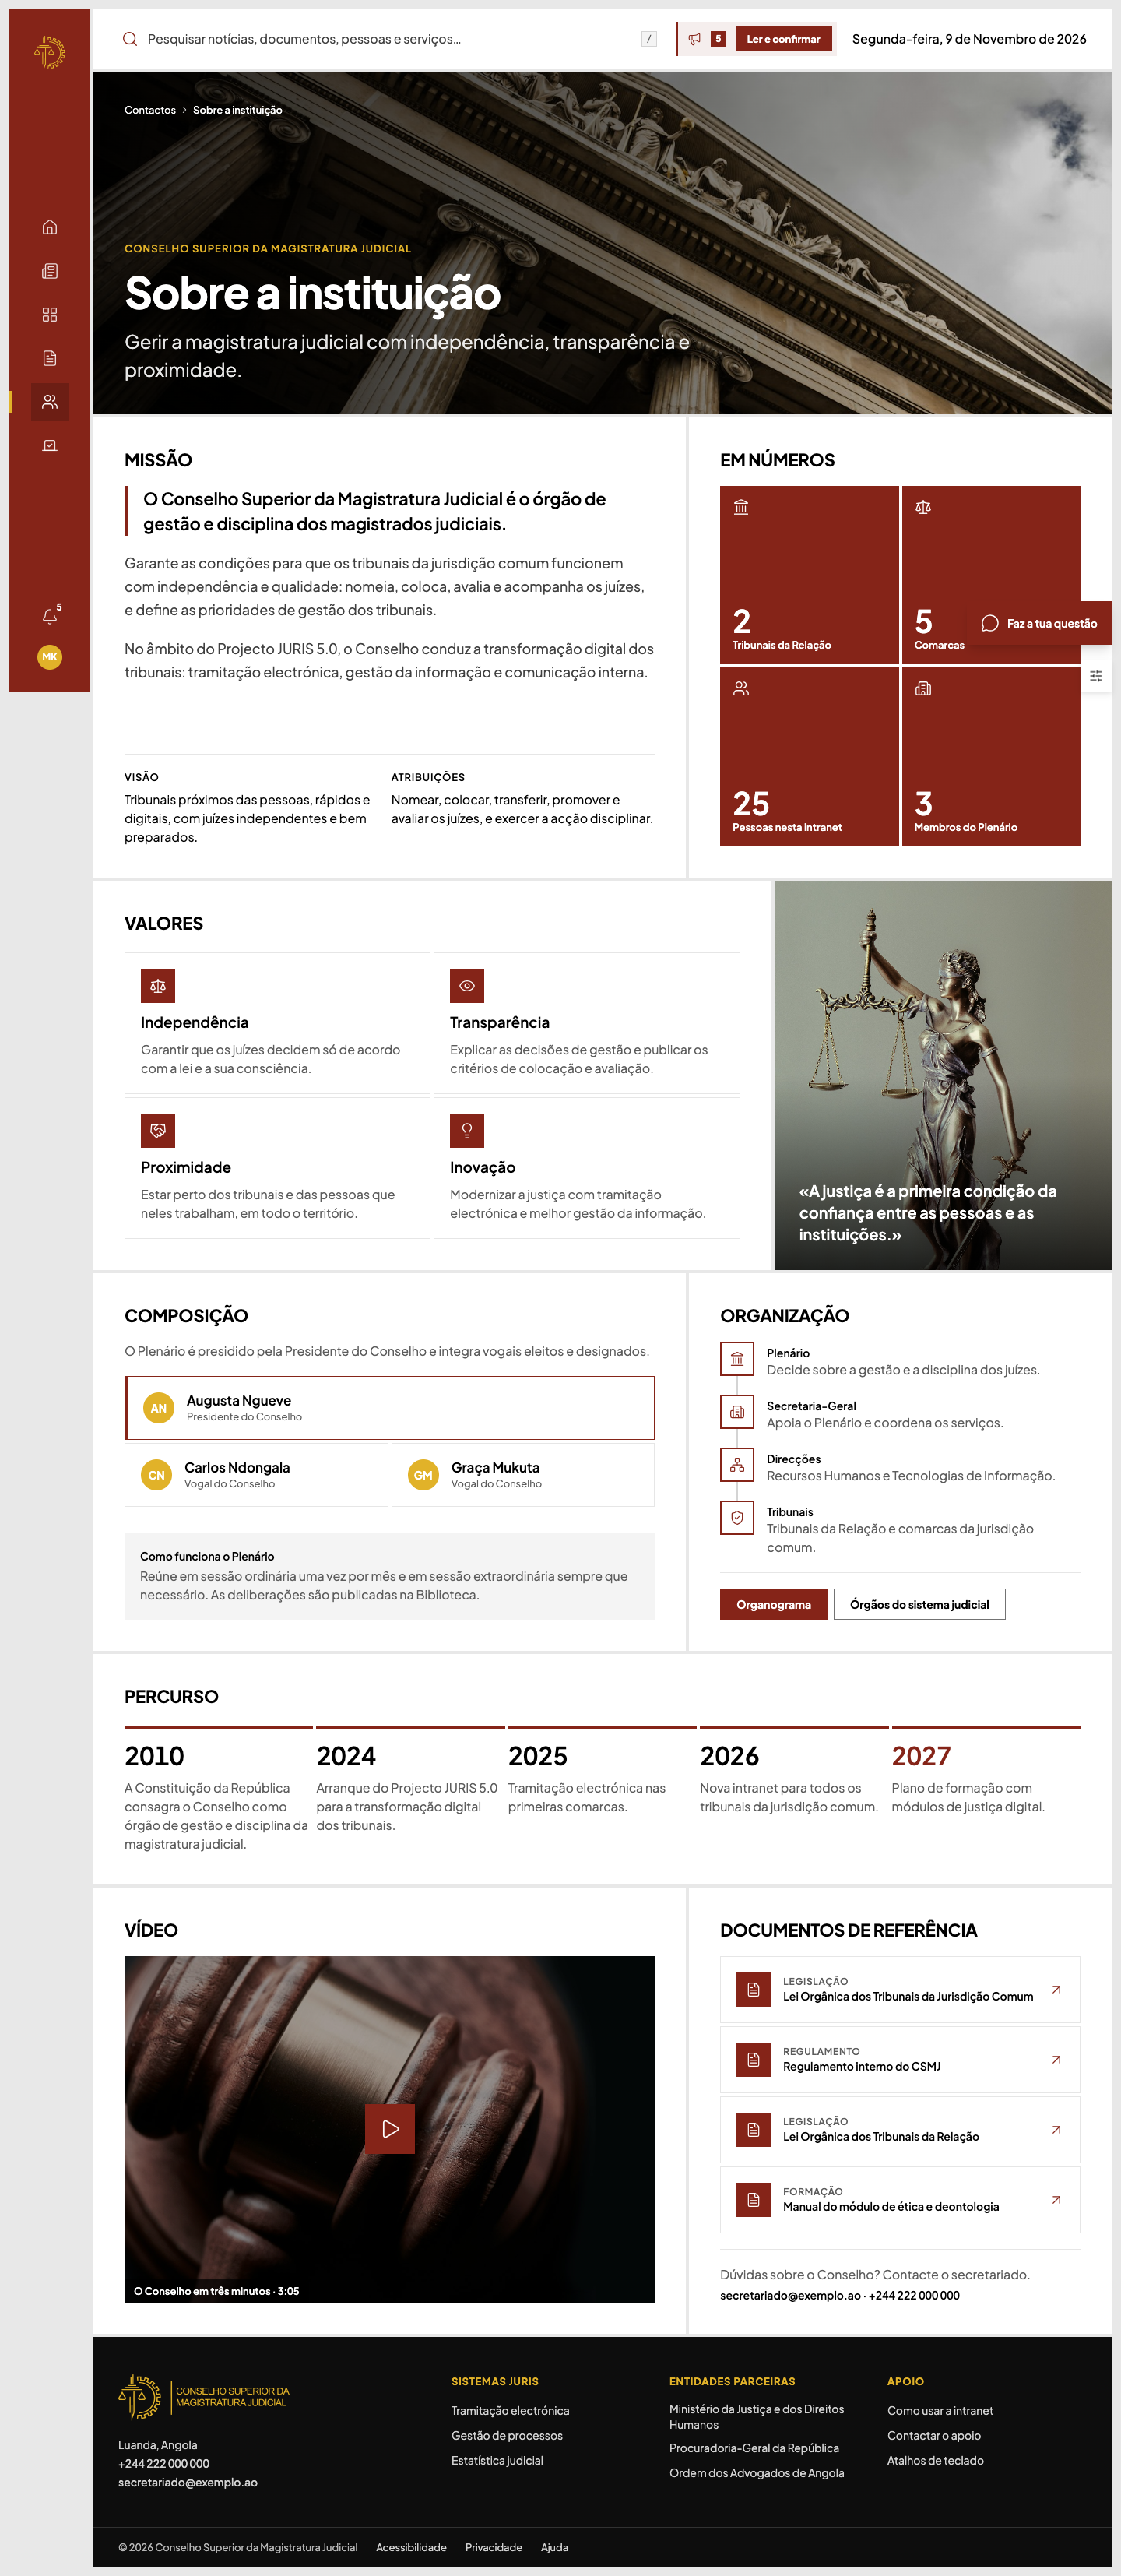 Pesquisar notícias, documentos, pessoas e serviços...
/
5
Ler e confirmar
Segunda-feira, 9 de Novembro de 2026
Contactos > Sobre a instituição
CONSELHO SUPERIOR DA MAGISTRATURA JUDICIAL
Sobre a instituição
Gerir a magistratura judicial com independência, transparência e
proximidade.
5
MK
MISSÃO
O Conselho Superior da Magistratura Judicial é o órgão de
gestão e disciplina dos magistrados judiciais.
Garante as condições para que os tribunais da jurisdição comum funcionem
com independência e qualidade: nomeia, coloca, avalia e acompanha os juízes,
e define as prioridades de gestão dos tribunais.
No âmbito do Projecto JURIS 5.0, o Conselho conduz a transformação digital dos
tribunais: tramitação electrónica, gestão da informação e comunicação interna.
VISÃO
Tribunais próximos das pessoas, rápidos e
digitais, com juízes independentes e bem
preparados.
ATRIBUIÇÕES
Nomear, colocar, transferir, promover e
avaliar os juízes, e exercer a acção disciplinar.
EM NÚMEROS
2
Tribunais da Relação
5
Comarcas
Faz a tua questão
25
Pessoas nesta intranet
3
Membros do Plenário
VALORES
Independência
Garantir que os juízes decidem só de acordo
com a lei e a sua consciência.
Transparência
Explicar as decisões de gestão e publicar os
critérios de colocação e avaliação.
Proximidade
Estar perto dos tribunais e das pessoas que
neles trabalham, em todo o território.
Inovação
Modernizar a justiça com tramitação
electrónica e melhor gestão da informação.
«A justiça é a primeira condição da
confiança entre as pessoas e as
instituições.»
COMPOSIÇÃO
O Plenário é presidido pela Presidente do Conselho e integra vogais eleitos e designados.
AN
Augusta Ngueve
Presidente do Conselho
CN
Carlos Ndongala
Vogal do Conselho
GM
Graça Mukuta
Vogal do Conselho
Como funciona o Plenário
Reúne em sessão ordinária uma vez por mês e em sessão extraordinária sempre que
necessário. As deliberações são publicadas na Biblioteca.
ORGANIZAÇÃO
Plenário
Decide sobre a gestão e a disciplina dos juízes.
Secretaria-Geral
Apoia o Plenário e coordena os serviços.
Direcções
Recursos Humanos e Tecnologias de Informação.
Tribunais
Tribunais da Relação e comarcas da jurisdição
comum.
Organograma
Órgãos do sistema judicial
PERCURSO
2010
A Constituição da República
consagra o Conselho como
órgão de gestão e disciplina da
magistratura judicial.
2024
Arranque do Projecto JURIS 5.0
para a transformação digital
dos tribunais.
2025
Tramitação electrónica nas
primeiras comarcas.
2026
Nova intranet para todos os
tribunais da jurisdição comum.
2027
Plano de formação com
módulos de justiça digital.
VÍDEO
O Conselho em três minutos · 3:05
DOCUMENTOS DE REFERÊNCIA
LEGISLAÇÃO
Lei Orgânica dos Tribunais da Jurisdição Comum
REGULAMENTO
Regulamento interno do CSMJ
LEGISLAÇÃO
Lei Orgânica dos Tribunais da Relação
FORMAÇÃO
Manual do módulo de ética e deontologia
Dúvidas sobre o Conselho? Contacte o secretariado.
secretariado@exemplo.ao · +244 222 000 000
CONSELHO SUPERIOR DA
MAGISTRATURA JUDICIAL
Luanda, Angola
+244 222 000 000
secretariado@exemplo.ao
SISTEMAS JURIS
Tramitação electrónica
Gestão de processos
Estatística judicial
ENTIDADES PARCEIRAS
Ministério da Justiça e dos Direitos
Humanos
Procuradoria-Geral da República
Ordem dos Advogados de Angola
APOIO
Como usar a intranet
Contactar o apoio
Atalhos de teclado
© 2026 Conselho Superior da Magistratura Judicial
Acessibilidade
Privacidade
Ajuda